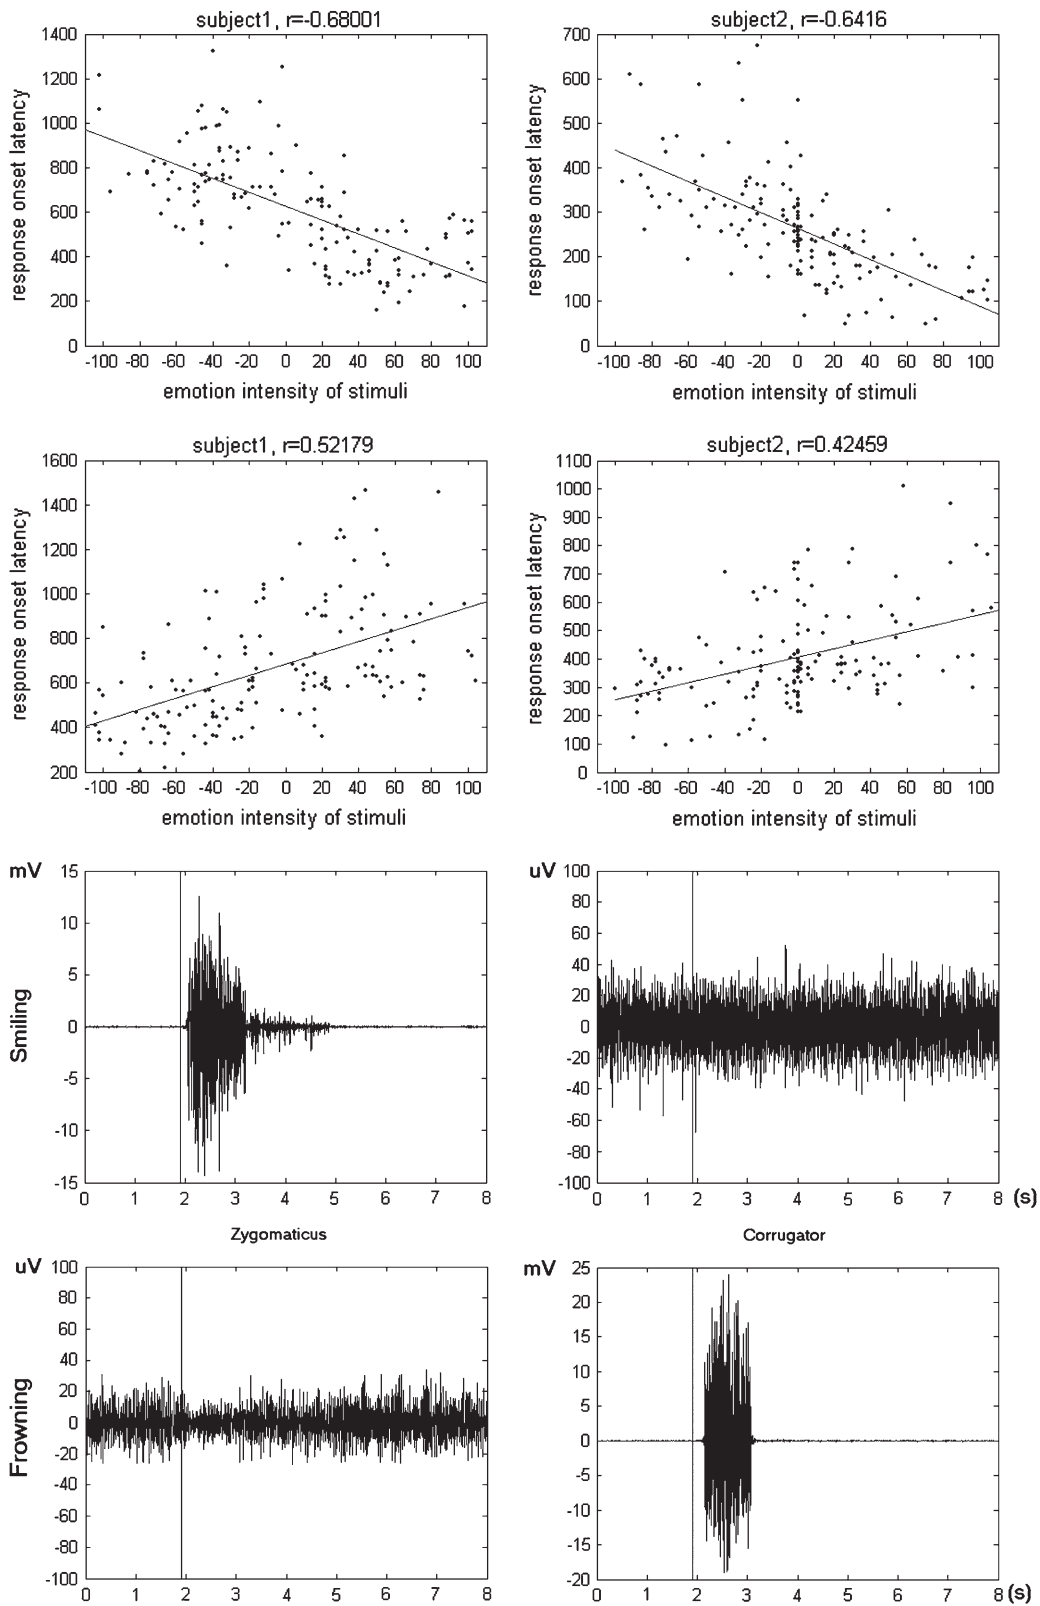 subject1, r=-0.68001
1400
1200
1000
800
600
400
200
0
response onset latency
-100 -80 -60 -40 -20 0 20 40 60 80 100
emotion intensity of stimuli
subject2, r=-0.6416
700
600
500
400
300
200
100
0
response onset latency
-100 -80 -60 -40 -20 0 20 40 60 80 100
emotion intensity of stimuli
subject1, r=0.52179
1600
1400
1200
1000
800
600
400
200
response onset latency
-100 -80 -60 -40 -20 0 20 40 60 80 100
emotion intensity of stimuli
subject2, r=0.42459
1100
1000
900
800
700
600
500
400
300
200
100
0
response onset latency
-100 -80 -60 -40 -20 0 20 40 60 80 100
emotion intensity of stimuli
mV
15
10
5
0
-5
-10
-15
Smiling
0 1 2 3 4 5 6 7 8
Zygomaticus
uV
100
80
60
40
20
0
-20
-40
-60
-80
-100
0 1 2 3 4 5 6 7 8 (s)
Corrugator
uV
100
80
60
40
20
0
-20
-40
-60
-80
-100
Frowning
0 1 2 3 4 5 6 7 8
mV
25
20
15
10
5
0
-5
-10
-15
-20
0 1 2 3 4 5 6 7 8 (s)